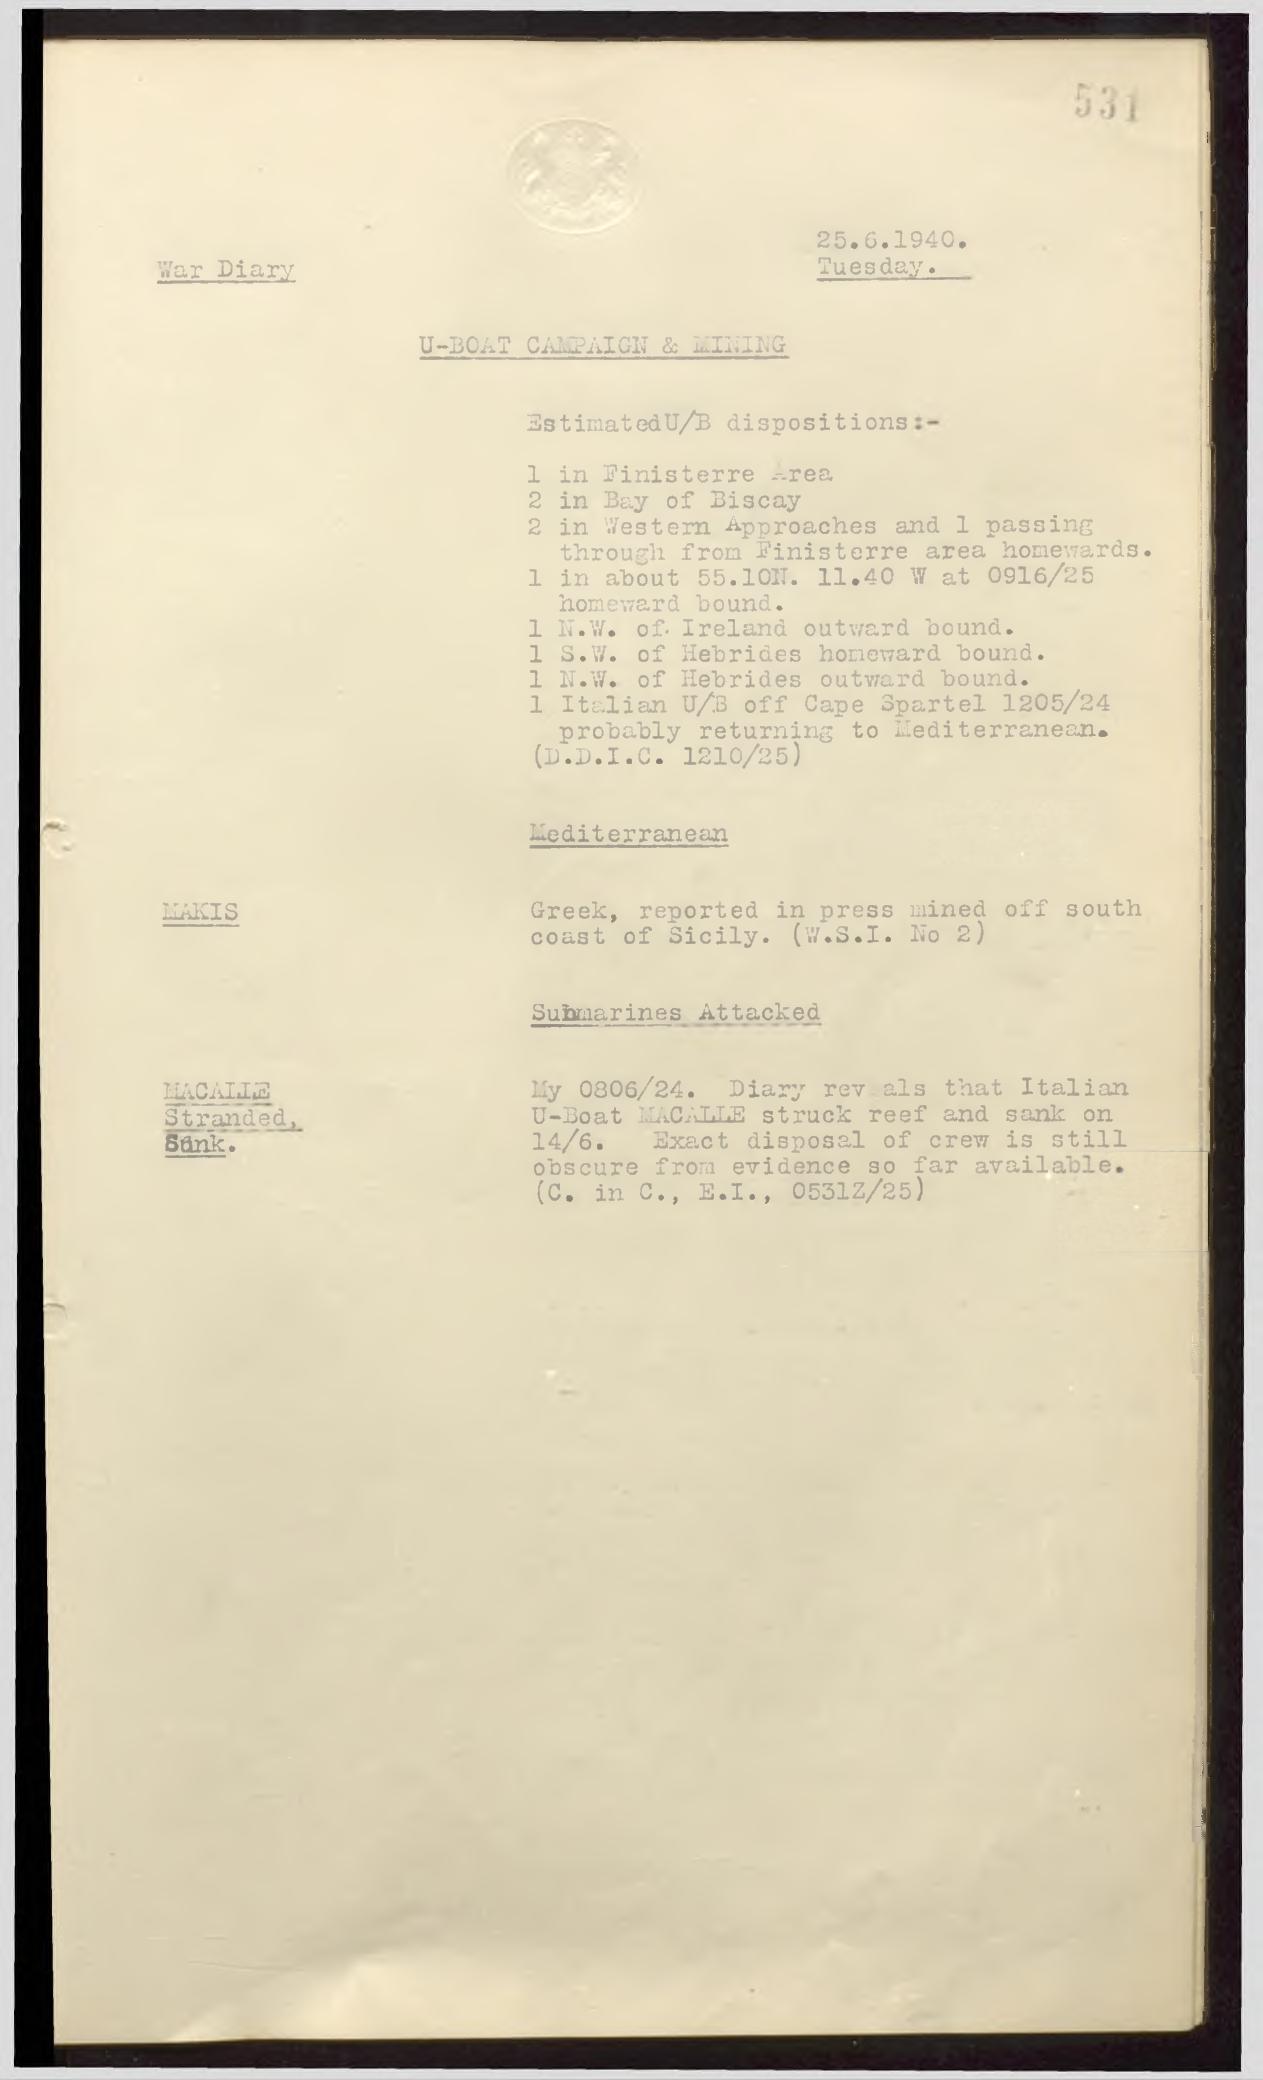 531
25.6.1940.
War Diary
Tuesday.
U-BOAT CAMPAIGN & MINING
Estimated U/B dispositions:-
1 in Finisterre Area
2 in Bay of Biscay
2 in Western Approaches and 1 passing
through from Finisterre area homewards.
1 in about 55.10N. 11.40 W at 0916/25
homeward bound.
1 N.W. of Ireland outward bound.
1 S.W. of Hebrides homeward bound.
1 N.W. of Hebrides outward bound.
1 Italian U/B off Cape Spartel 1205/24
probably returning to Mediterranean.
(D.D.I.C. 1210/25)
Mediterranean
MAKIS
Greek, reported in press mined off south
coast of Sicily. (W.S.I. No 2)
Submarines Attacked
MACALLE
Stranded,
Sunk.
My 0806/24. Diary rev als that Italian
U-Boat MACALLE struck reef and sank on
14/6. Exact disposal of crew is still
obscure from evidence so far available.
(C. in C., E.I., 0531Z/25)